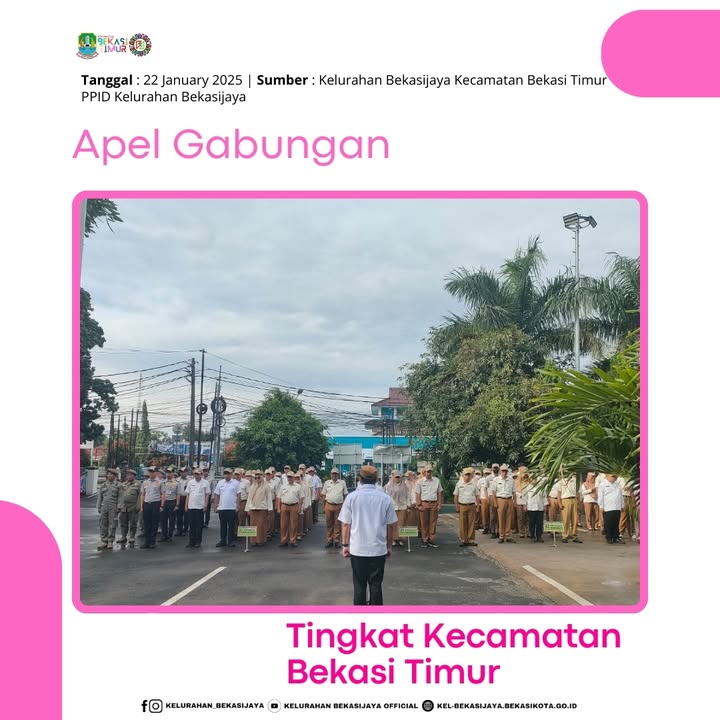 BEKASI
TIMUR
Tanggal : 22 January 2025 | Sumber : Kelurahan Bekasijaya Kecamatan Bekasi Timur
PPID Kelurahan Bekasijaya
Apel Gabungan
Tingkat Kecamatan
Bekasi Timur
KELURAHAN_BEKASIJAYA KELURAHAN BEKASIJAYA OFFICIAL KEL-BEKASIJAYA.BEKASIKOTA.GO.ID